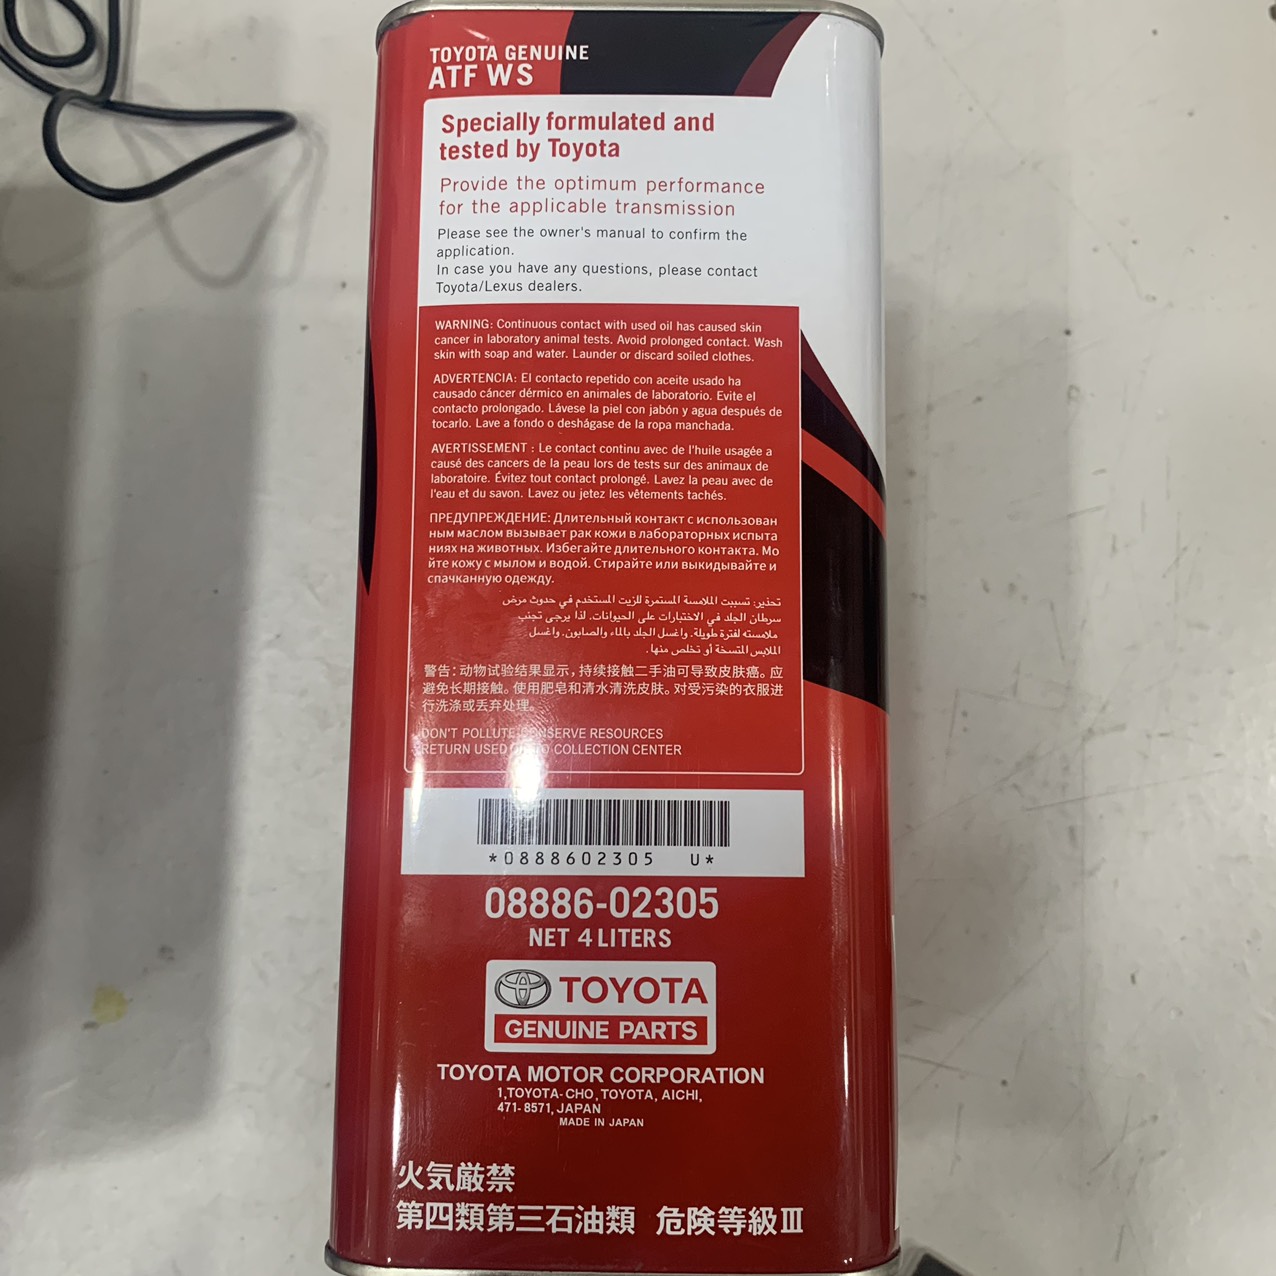 TOYOTA GENUINE
ATF WS
Specially formulated and
tested by Toyota
Provide the optimum performance
for the applicable transmission
Please see the owner's manual to confirm the
application.
In case you have any questions, please contact
Toyota/Lexus dealers.
WARNING: Continuous contact with used oil has caused skin
cancer in laboratory animal tests. Avoid prolonged contact. Wash
skin with soap and water. Launder or discard soiled clothes.
ADVERTENCIA: El contacto repetido con aceite usado ha
causado cáncer dérmico en animales de laboratorio. Evite el
contacto prolongado. Lávese la piel con jabón y agua después de
tocarlo. Lave a fondo o deshágase de la ropa manchada.
AVERTISSEMENT : Le contact continu avec de l'huile usagée a
causé des cancers de la peau lors de tests sur des animaux de
laboratoire. Évitez tout contact prolongé. Lavez la peau avec de
l'eau et du savon. Lavez ou jetez les vêtements tachés.
ПРЕДУПРЕЖДЕНИЕ: Длительный контакт с использован
ным маслом вызывает рак кожи в лабораторных испыта
ниях на животных. Избегайте длительного контакта. Мо
йте кожу с мылом и водой. Стирайте или выкидывайте и
спачканную одежду.
تحذير: تسببت الملامسة المستمرة للزيت المستخدم في حدوث مرض
سرطان الجلد في الاختبارات على الحيوانات. لذا يرجى تجنب
ملامسته لفترة طويلة. واغسل الجلد بالماء والصابون. واغسل
الملابس المتسخة أو تخلص منها.
警告: 动物试验结果显示，持续接触二手油可导致皮肤癌。应
避免长期接触。使用肥皂和清水清洗皮肤。对受污染的衣服进
行洗涤或丢弃处理。
DON'T POLLUTE CONSERVE RESOURCES
RETURN USED TO COLLECTION CENTER
*0888602305 U*
08886-02305
NET 4 LITERS
TOYOTA
GENUINE PARTS
TOYOTA MOTOR CORPORATION
1,TOYOTA-CHO, TOYOTA, AICHI,
471-8571, JAPAN
MADE IN JAPAN
火気厳禁
第四類第三石油類 危険等級Ⅲ